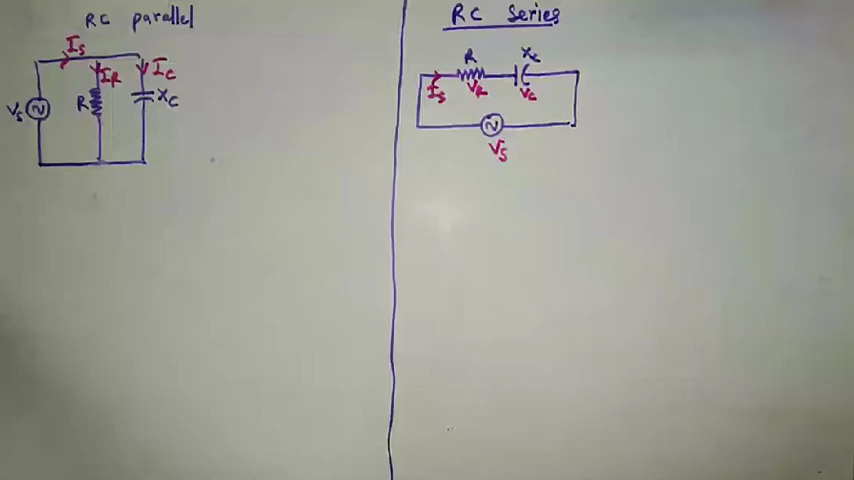 RC parallel
Is
IR
Ic
Vs
R
Xc
RC Series
R
Xc
Is
VR
Vc
Vs